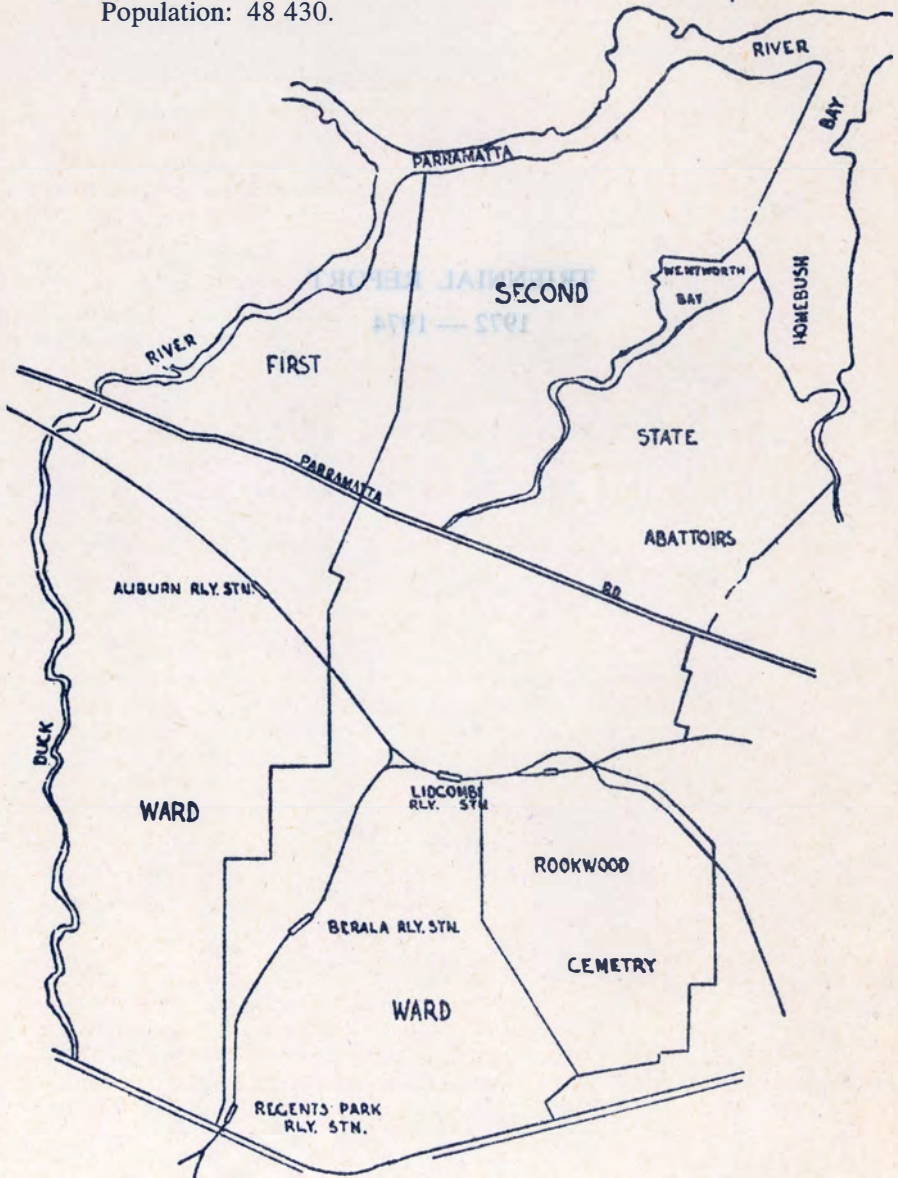 Population: 48 430.
RIVER
BAY
PARRAMATTA
WENTWORTH
BAY
HOMEBUSH
SECOND
TRIENNIAL REPORT
1972 — 1974
RIVER
FIRST
STATE
PARRAMATTA
ABATTOIRS
RD.
AUBURN RLY. STN.
DUCK
LIDCOMBE
RLY. STN
WARD
ROOKWOOD
BERALA RLY. STN.
CEMETRY
WARD
REGENTS PARK
RLY. STN.